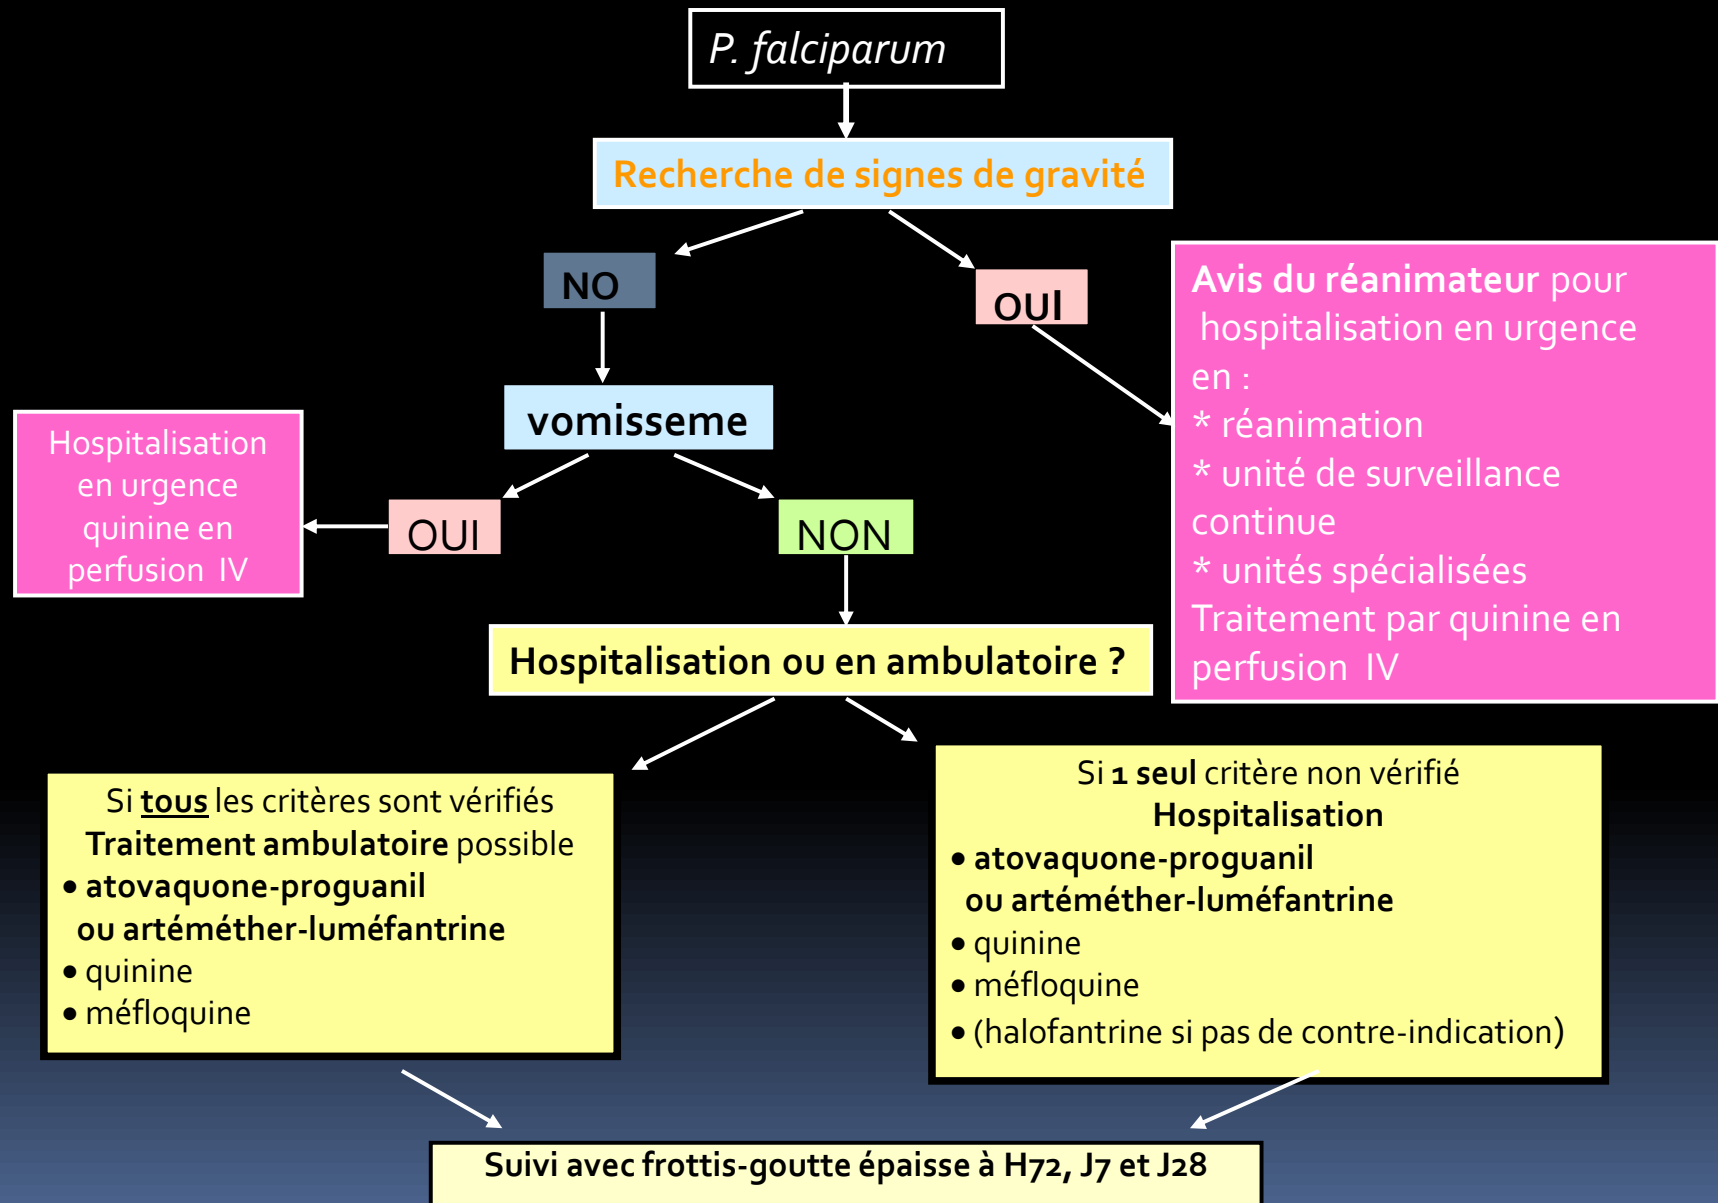 P. falciparum
Recherche de signes de gravité
NO
OUI
Avis du réanimateur pour
hospitalisation en urgence
en :
* réanimation
* unité de surveillance
continue
* unités spécialisées
Traitement par quinine en
perfusion IV
vomisseme
Hospitalisation
en urgence
quinine en
perfusion IV
OUI
NON
Hospitalisation ou en ambulatoire ?
Si tous les critères sont vérifiés
Traitement ambulatoire possible
• atovaquone-proguanil
ou artéméther-luméfantrine
• quinine
• méfloquine
Si 1 seul critère non vérifié
Hospitalisation
• atovaquone-proguanil
ou artéméther-luméfantrine
• quinine
• méfloquine
• (halofantrine si pas de contre-indication)
Suivi avec frottis-goutte épaisse à H72, J7 et J28